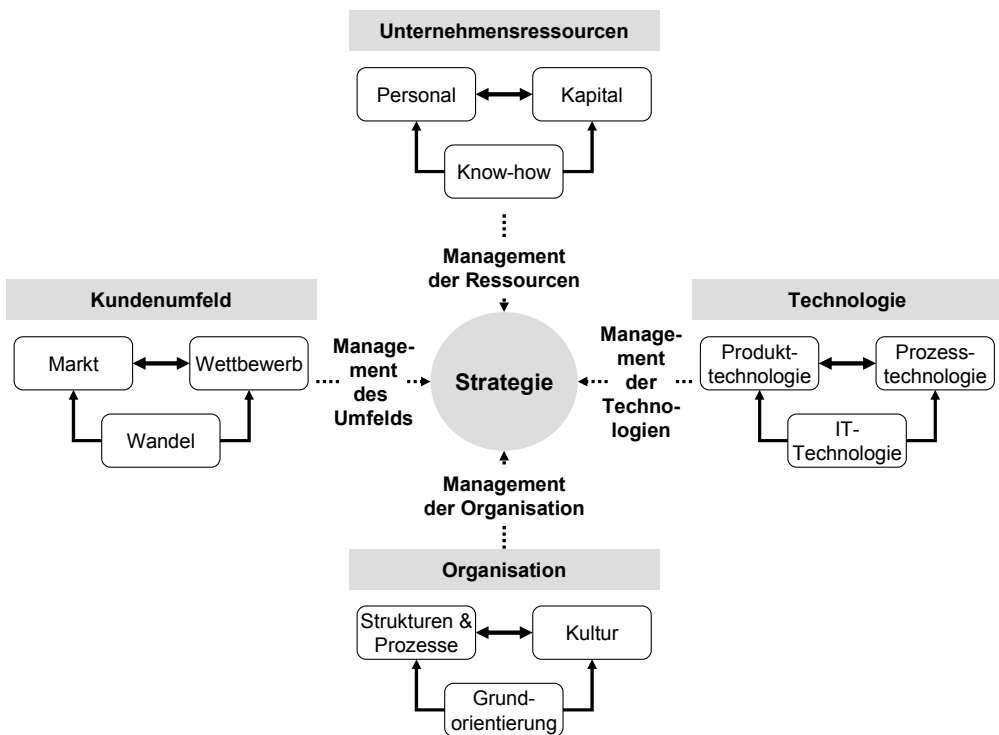 Unternehmensressourcen
Personal
Kapital
Know-how
Management
der Ressourcen
Kundenumfeld
Markt
Wettbewerb
Wandel
Manage-
ment
des
Umfelds
Strategie
Manage-
ment
der
Techno-
logien
Technologie
Produkt-
technologie
Prozess-
technologie
IT-
Technologie
Management
der Organisation
Organisation
Strukturen &
Prozesse
Kultur
Grund-
orientierung